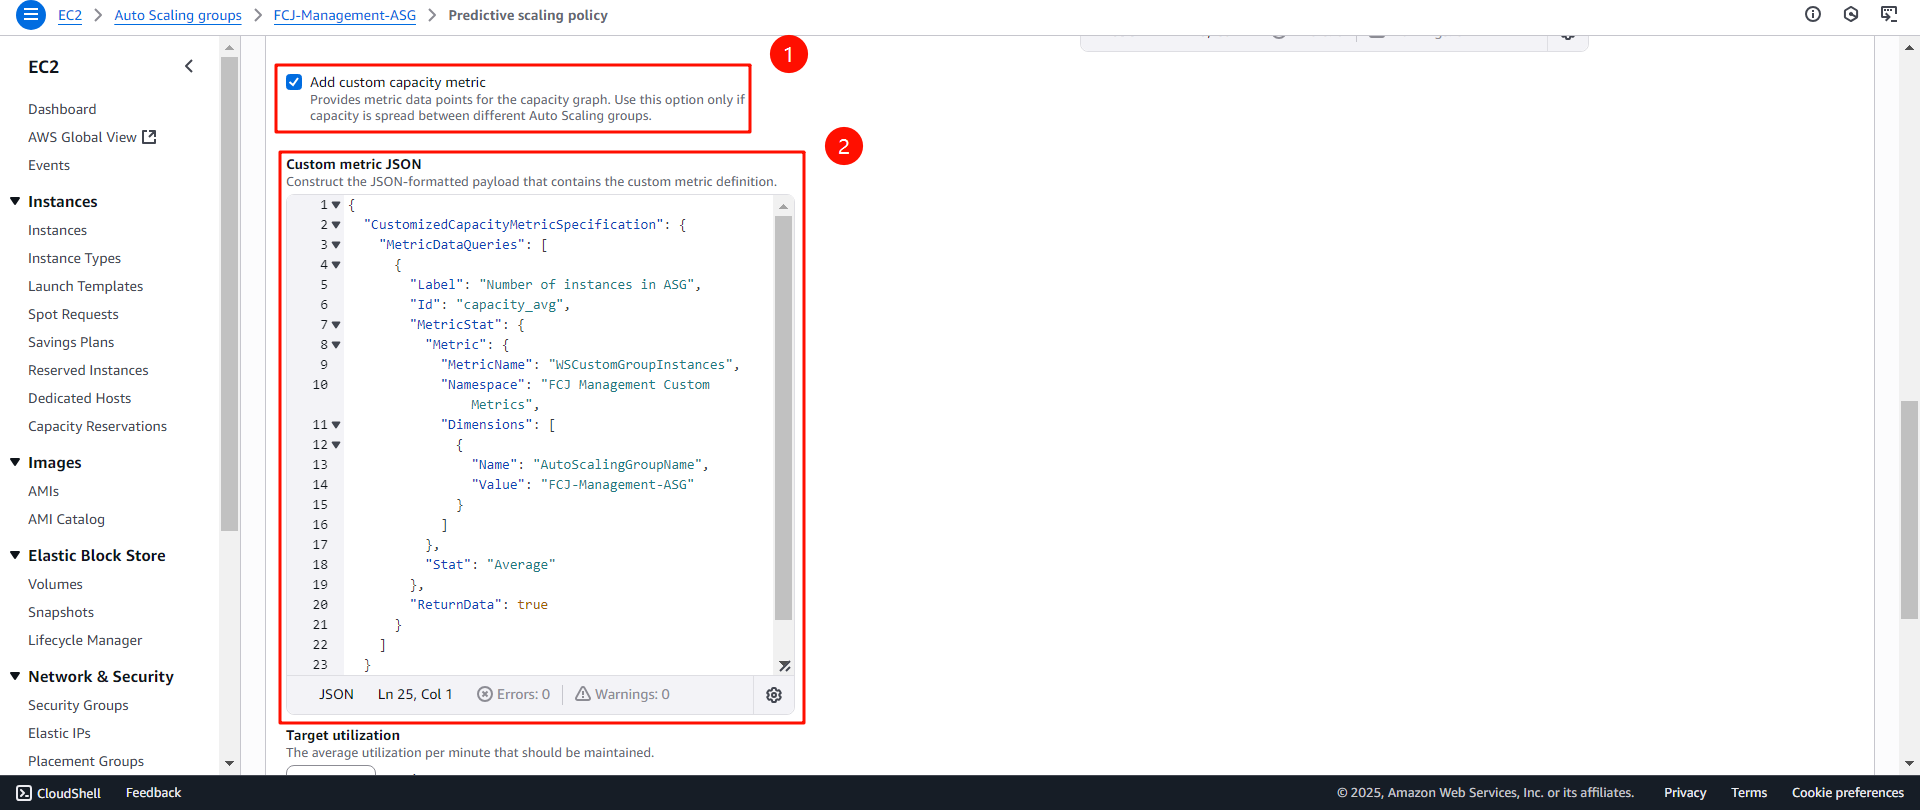 EC2 > Auto Scaling groups > FCJ-Management-ASG > Predictive scaling policy
EC2
Dashboard
AWS Global View
Events
Instances
Instances
Instance Types
Launch Templates
Spot Requests
Savings Plans
Reserved Instances
Dedicated Hosts
Capacity Reservations
Images
AMIs
AMI Catalog
Elastic Block Store
Volumes
Snapshots
Lifecycle Manager
Network & Security
Security Groups
Elastic IPs
Placement Groups
1
Add custom capacity metric
Provides metric data points for the capacity graph. Use this option only if
capacity is spread between different Auto Scaling groups.
2
Custom metric JSON
Construct the JSON-formatted payload that contains the custom metric definition.
1 {
2 "CustomizedCapacityMetricSpecification": {
3 "MetricDataQueries": [
4 {
5 "Label": "Number of instances in ASG",
6 "Id": "capacity_avg",
7 "MetricStat": {
8 "Metric": {
9 "MetricName": "WSCustomGroupInstances",
10 "Namespace": "FCJ Management Custom
Metrics",
11 "Dimensions": [
12 {
13 "Name": "AutoScalingGroupName",
14 "Value": "FCJ-Management-ASG"
15 }
16 ]
17 },
18 "Stat": "Average"
19 },
20 "ReturnData": true
21 }
22 ]
23 }
JSON Ln 25, Col 1 Errors: 0 Warnings: 0
Target utilization
The average utilization per minute that should be maintained.
CloudShell Feedback © 2025, Amazon Web Services, Inc. or its affiliates. Privacy Terms Cookie preferences